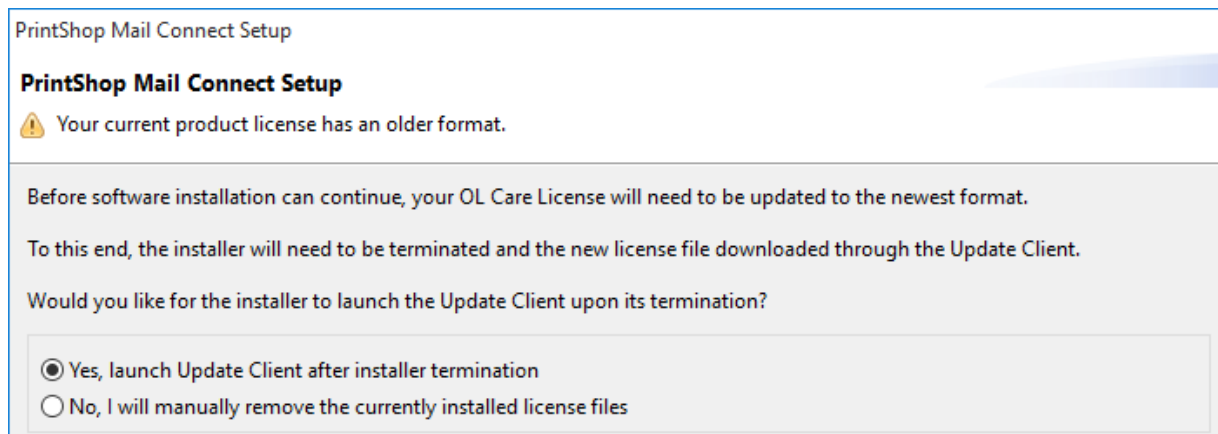 PrintShop Mail Connect Setup
PrintShop Mail Connect Setup
Your current product license has an older format.
Before software installation can continue, your OL Care License will need to be updated to the newest format.
To this end, the installer will need to be terminated and the new license file downloaded through the Update Client.
Would you like for the installer to launch the Update Client upon its termination?
Yes, launch Update Client after installer termination
No, I will manually remove the currently installed license files